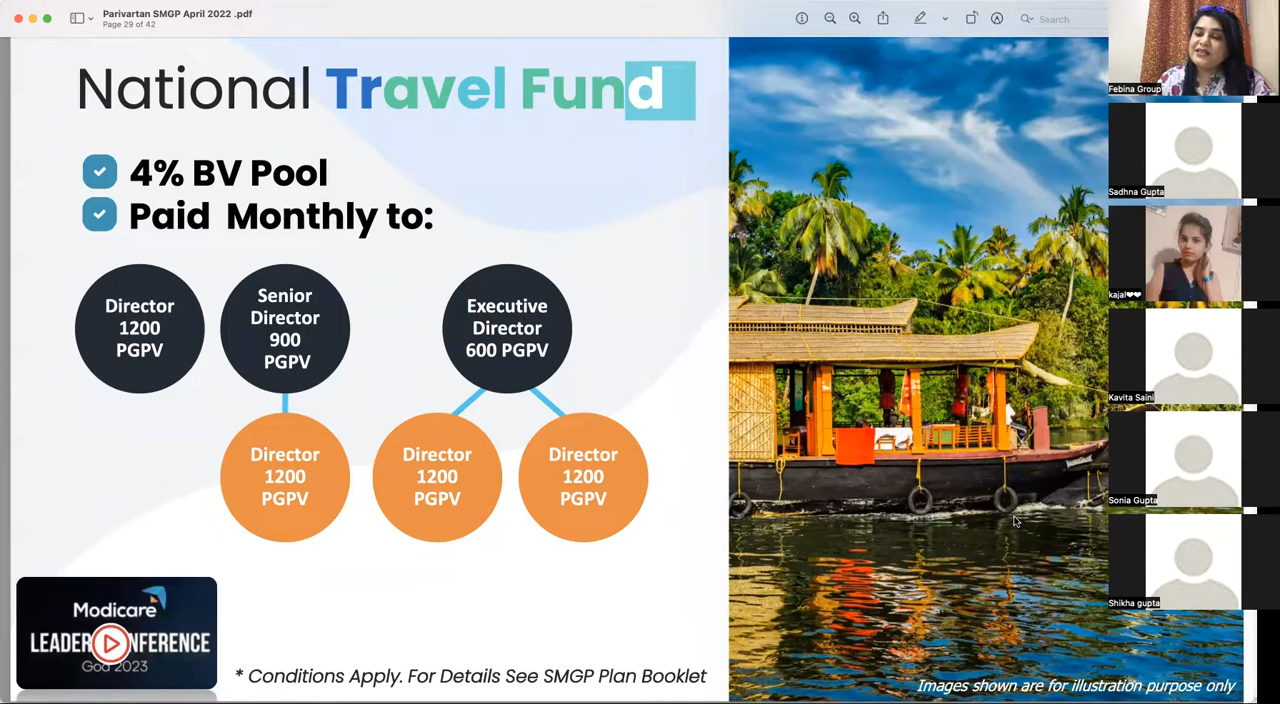 Parivartan SMGP April 2022 .pdf
Page 29 of 42
Search
National Travel Fund
4% BV Pool
Paid Monthly to:
Director
1200
PGPV
Senior
Director
900
PGPV
Executive
Director
600 PGPV
Director
1200
PGPV
Director
1200
PGPV
Director
1200
PGPV
Modicare
LEADER ONFERENCE
Goa 2023
* Conditions Apply. For Details See SMGP Plan Booklet
Images shown are for illustration purpose only
Febina Group
Sadhna Gupta
kajal❤❤
Kavita Saini
Sonia Gupta
Shikha gupta